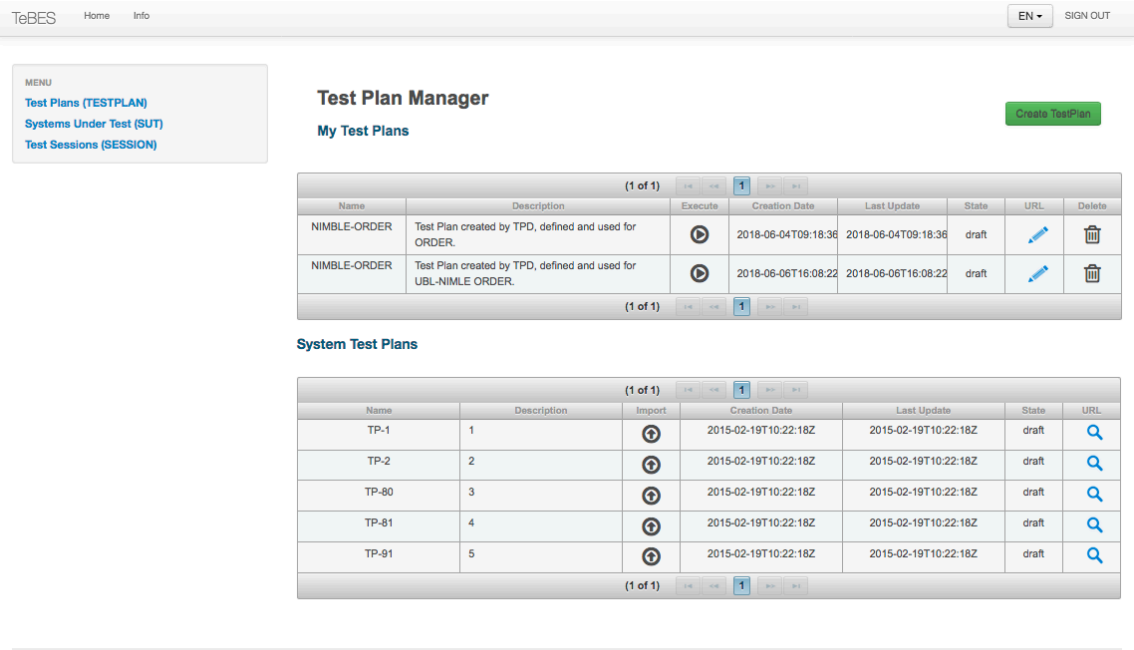 TeBES Home Info EN SIGN OUT
MENU
Test Plans (TESTPLAN)
Systems Under Test (SUT)
Test Sessions (SESSION)
Test Plan Manager
Create TestPlan
My Test Plans
(1 of 1) 1
Name Description Execute Creation Date Last Update State URL Delete
NIMBLE-ORDER Test Plan created by TPD, defined and used for
ORDER. 2018-06-04T09:18:36 2018-06-04T09:18:36 draft
NIMBLE-ORDER Test Plan created by TPD, defined and used for
UBL-NIMLE ORDER. 2018-06-06T16:08:22 2018-06-06T16:08:22 draft
(1 of 1) 1
System Test Plans
(1 of 1) 1
Name Description Import Creation Date Last Update State URL
TP-1 1 2015-02-19T10:22:18Z 2015-02-19T10:22:18Z draft
TP-2 2 2015-02-19T10:22:18Z 2015-02-19T10:22:18Z draft
TP-80 3 2015-02-19T10:22:18Z 2015-02-19T10:22:18Z draft
TP-81 4 2015-02-19T10:22:18Z 2015-02-19T10:22:18Z draft
TP-91 5 2015-02-19T10:22:18Z 2015-02-19T10:22:18Z draft
(1 of 1) 1